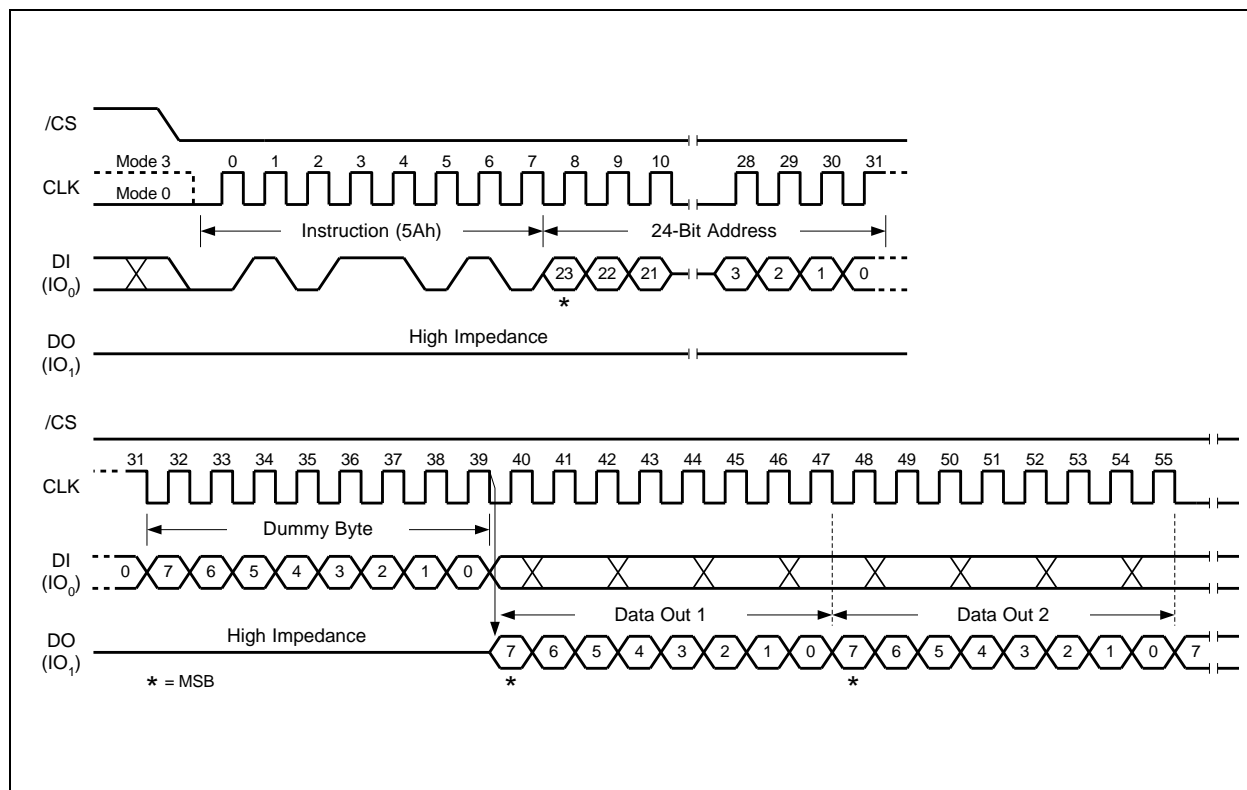 /CS
Mode 3 0 1 2 3 4 5 6 7 8 9 10 28 29 30 31
CLK
Mode 0
Instruction (5Ah) 24-Bit Address
DI
(IO0) 23 22 21 3 2 1 0
*
High Impedance
DO
(IO1)
/CS
31 32 33 34 35 36 37 38 39 40 41 42 43 44 45 46 47 48 49 50 51 52 53 54 55
CLK
Dummy Byte
DI
(IO0) 0 7 6 5 4 3 2 1 0
Data Out 1 Data Out 2
High Impedance
DO
(IO1) 7 6 5 4 3 2 1 0 7 6 5 4 3 2 1 0 7
* = MSB * *